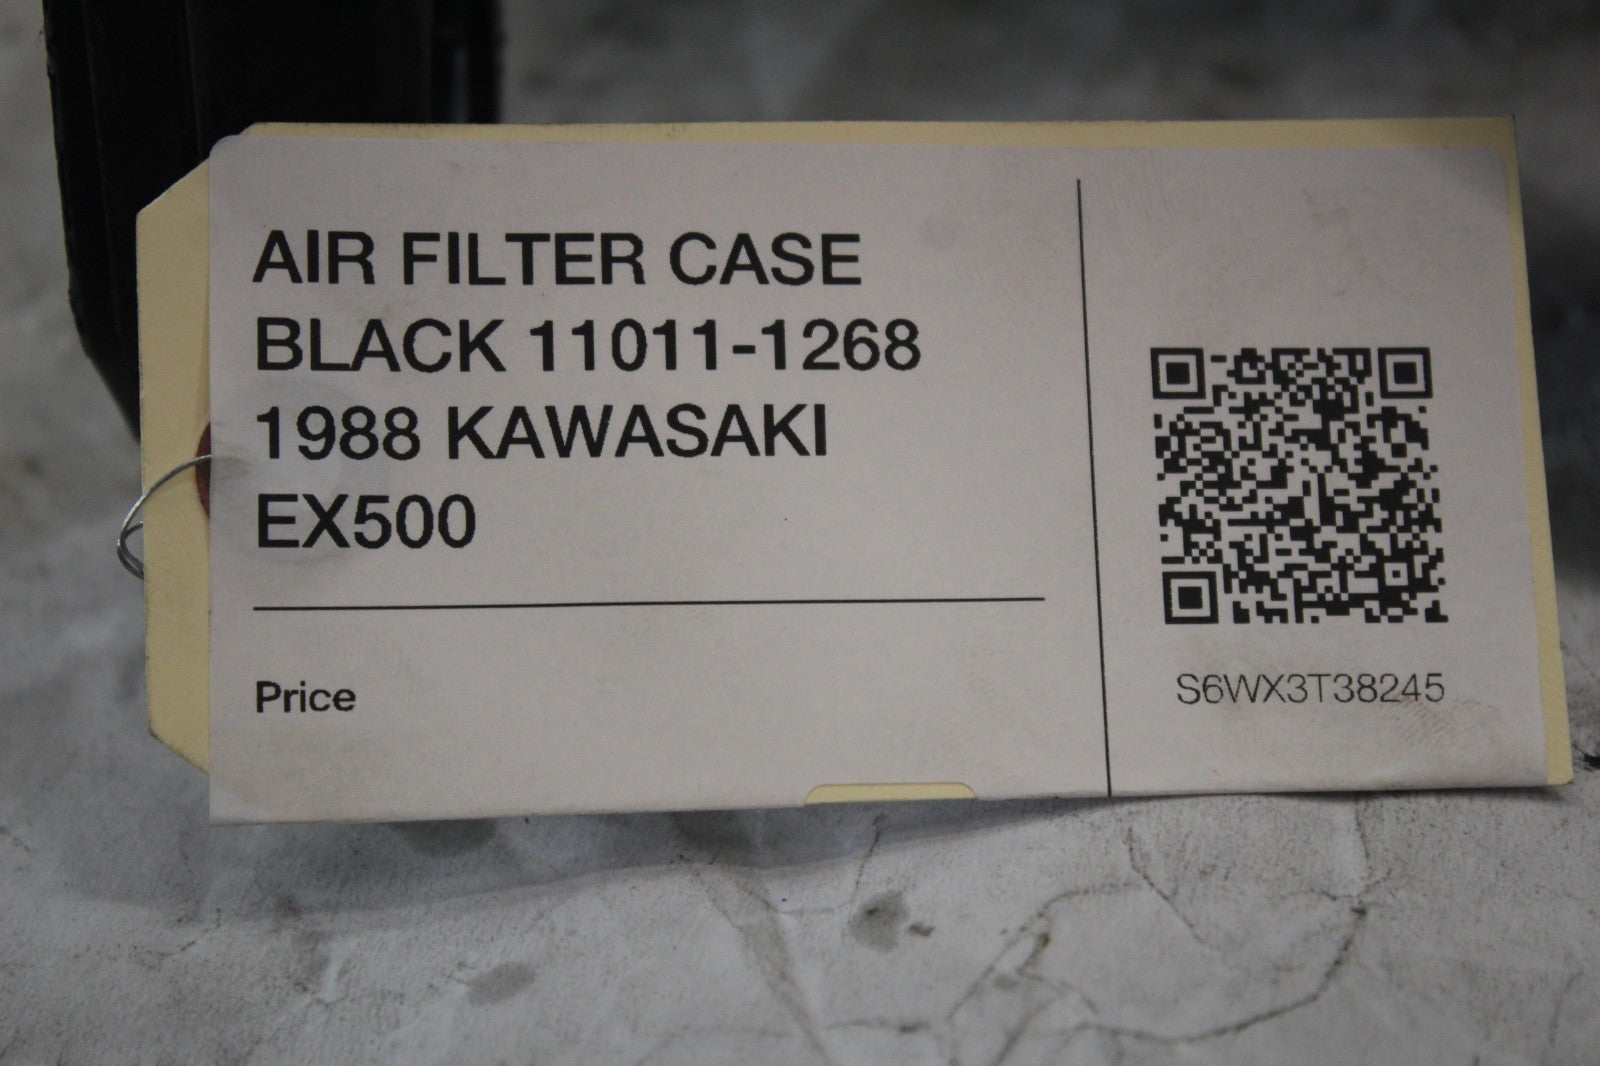 AIR FILTER CASE
BLACK 11011-1268
1988 KAWASAKI
EX500
Price
S6WX3T38245